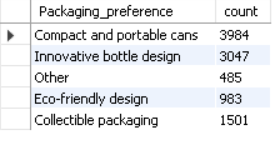 Packaging_preference count
Compact and portable cans 3984
Innovative bottle design 3047
Other 485
Eco-friendly design 983
Collectible packaging 1501